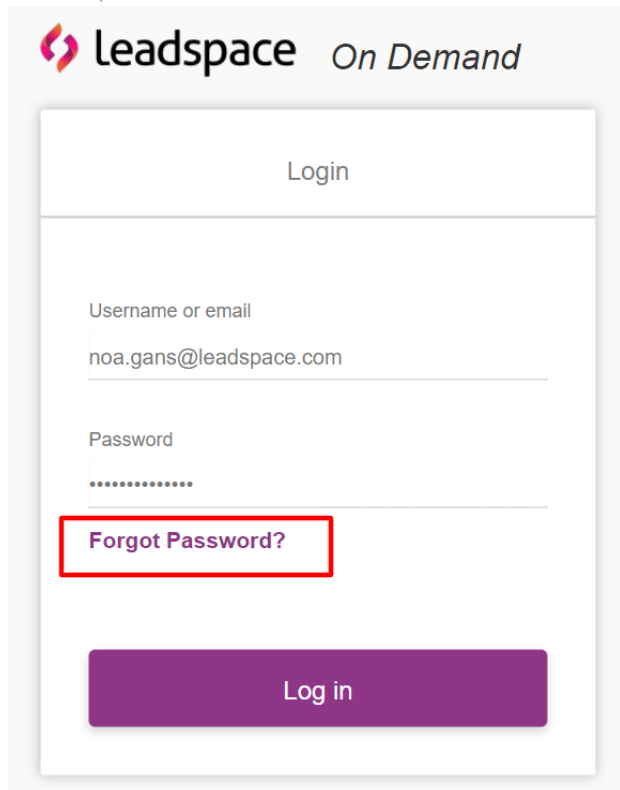 leadspace On Demand
Login
Username or email
noa.gans@leadspace.com
Password
••••••••••••••
Forgot Password?
Log in